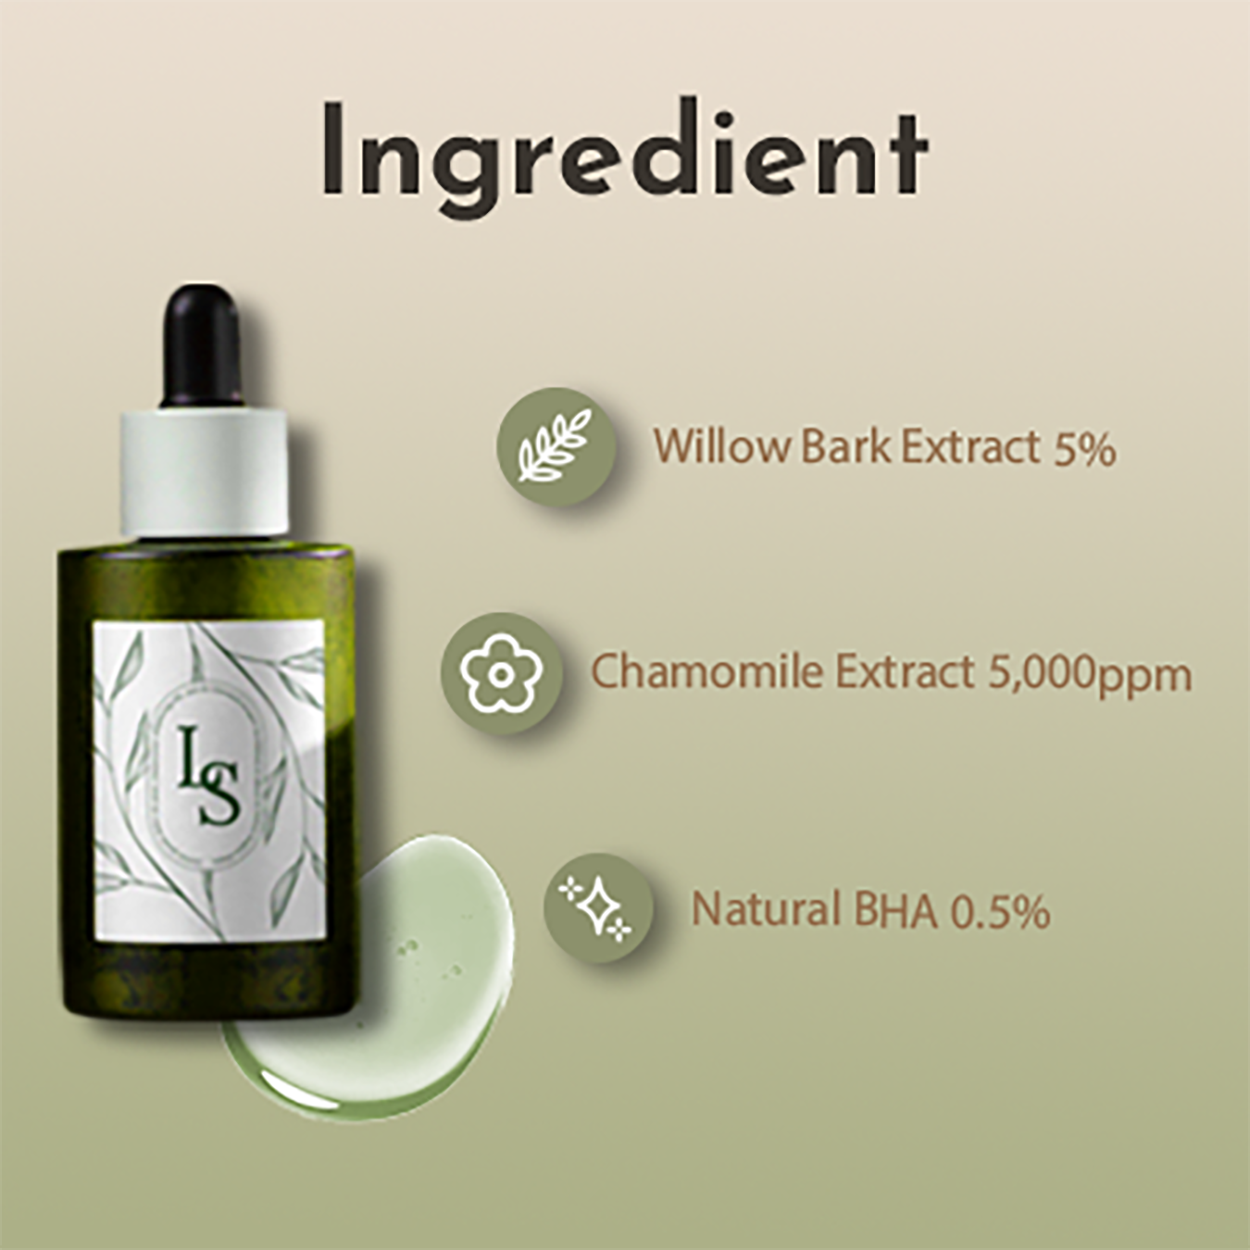 Ingredient
Willow Bark Extract 5%
Chamomile Extract 5,000ppm
LS
Natural BHA 0.5%